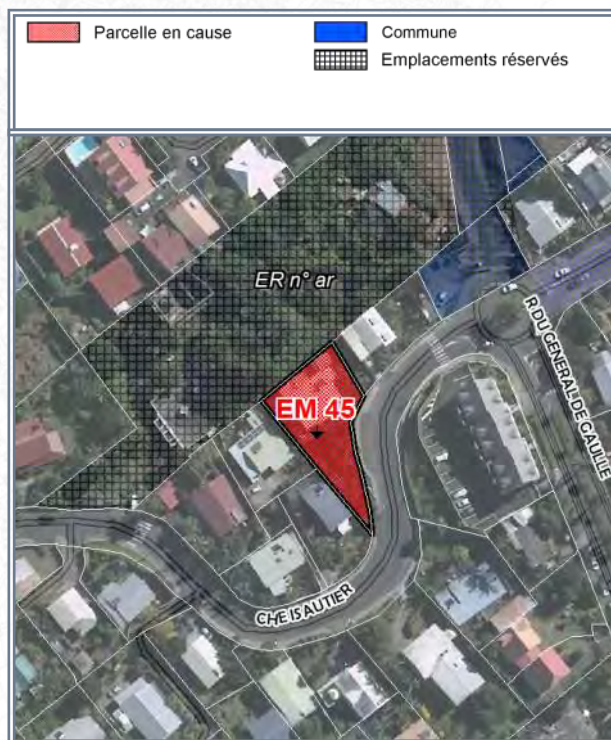 Parcelle en cause
Commune
Emplacements réservés
ER n° ar
EM 45
R DU GENERAL DE GAULLE
CHE ISAUTIER